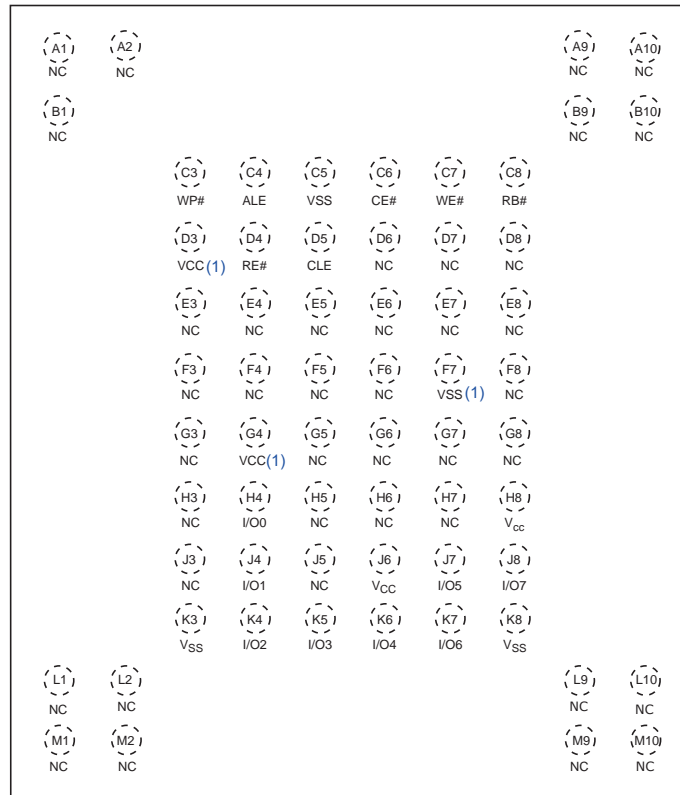 A1 A2 A9 A10
NC NC NC NC
B1 B9 B10
NC NC NC
C3 C4 C5 C6 C7 C8
WP# ALE VSS CE# WE# RB#
D3 D4 D5 D6 D7 D8
VCC(1) RE# CLE NC NC NC
E3 E4 E5 E6 E7 E8
NC NC NC NC NC NC
F3 F4 F5 F6 F7 F8
NC NC NC NC VSS(1) NC
G3 G4 G5 G6 G7 G8
NC VCC(1) NC NC NC NC
H3 H4 H5 H6 H7 H8
NC I/O0 NC NC NC Vcc
J3 J4 J5 J6 J7 J8
NC I/O1 NC VCC I/O5 I/O7
K3 K4 K5 K6 K7 K8
VSS I/O2 I/O3 I/O4 I/O6 VSS
L1 L2 L9 L10
NC NC NC NC
M1 M2 M9 M10
NC NC NC NC